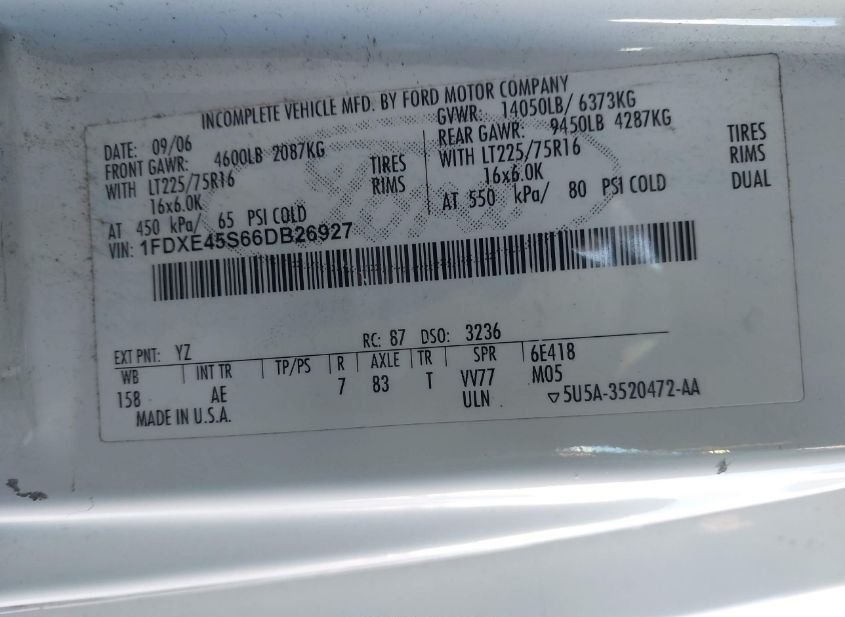 INCOMPLETE VEHICLE MFD. BY FORD MOTOR COMPANY
DATE: 09/06
GVWR: 14050LB/ 6373KG
FRONT GAWR: 4600LB 2087KG
REAR GAWR: 9450LB 4287KG
WITH LT225/75R16 TIRES
WITH LT225/75R16 TIRES
16x6.0K RIMS
16x6.0K RIMS
AT 450 kPa/ 65 PSI COLD
AT 550 kPa/ 80 PSI COLD DUAL
VIN: 1FDXE45S66DB26927
EXT PNT: YZ RC: 87 DSO: 3236
WB INT TR TP/PS R AXLE TR SPR 6E418
158 AE 7 83 T VV77 M05
MADE IN U.S.A. ULN ▽5U5A-3520472-AA